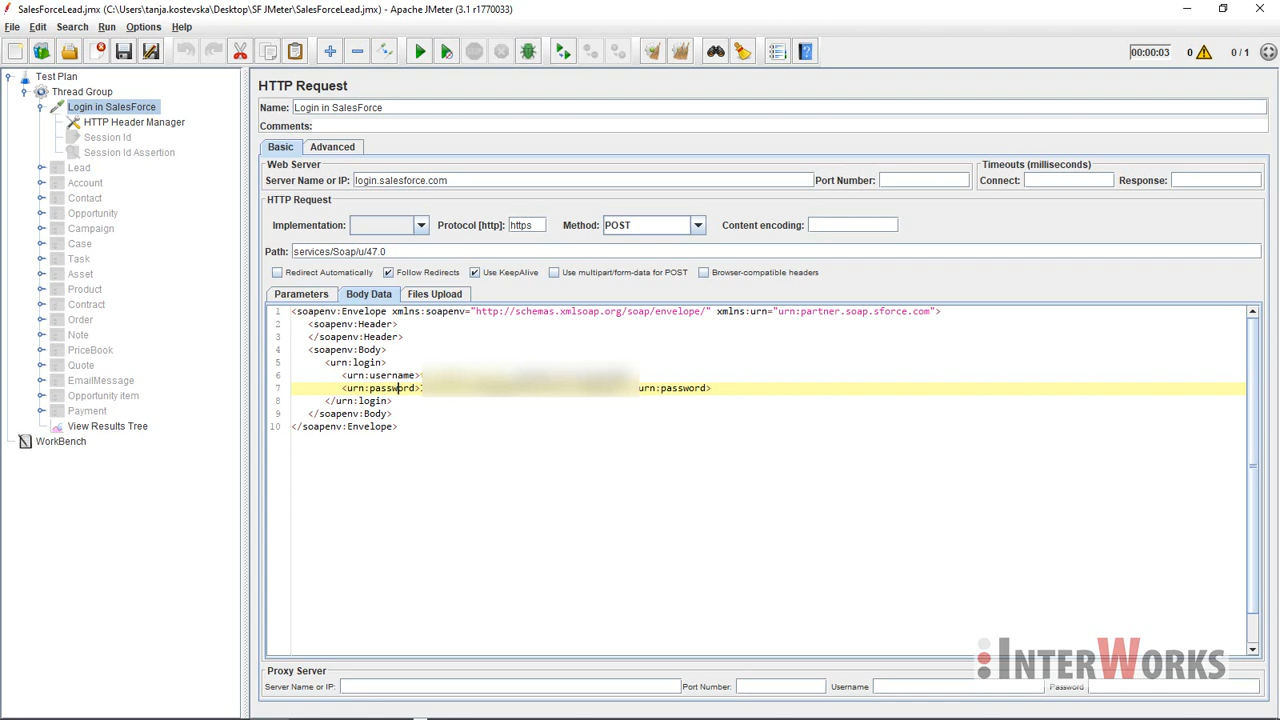 SalesForceLead.jmx (C:\Users\tanja.kostevska\Desktop\SF JMeter\SalesForceLead.jmx) - Apache JMeter (3.1 r1770033)
File Edit Search Run Options Help
00:00:03 0 0 / 1
Test Plan
Thread Group
Login in SalesForce
HTTP Header Manager
Session Id
Session Id Assertion
Lead
Account
Contact
Opportunity
Campaign
Case
Task
Asset
Product
Contract
Order
Note
PriceBook
Quote
EmailMessage
Opportunity item
Payment
View Results Tree
WorkBench
HTTP Request
Name: Login in SalesForce
Comments:
Basic Advanced
Web Server
Server Name or IP: login.salesforce.com Port Number:
Timeouts (milliseconds)
Connect: Response:
HTTP Request
Implementation: Protocol [http]: https Method: POST Content encoding:
Path: services/Soap/u/47.0
Redirect Automatically Follow Redirects Use KeepAlive Use multipart/form-data for POST Browser-compatible headers
Parameters Body Data Files Upload
1 <soapenv:Envelope xmlns:soapenv="http://schemas.xmlsoap.org/soap/envelope/" xmlns:urn="urn:partner.soap.sforce.com">
2 <soapenv:Header>
3 </soapenv:Header>
4 <soapenv:Body>
5 <urn:login>
6 <urn:username>
7 <urn:password> urn:password>
8 </urn:login>
9 </soapenv:Body>
10 </soapenv:Envelope>
Proxy Server
Server Name or IP: Port Number: Username Password
INTERWORKS